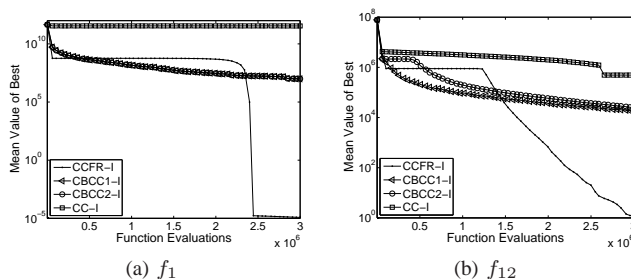 10^10
10^5
10^0
10^-5
Mean Value of Best
CCFR-I
CBCC1-I
CBCC2-I
CC-I
0.5 1 1.5 2 2.5 3
Function Evaluations
x 10^6
(a) f_1
10^8
10^6
10^4
10^2
10^0
Mean Value of Best
CCFR-I
CBCC1-I
CBCC2-I
CC-I
0.5 1 1.5 2 2.5 3
Function Evaluations
x 10^6
(b) f_12